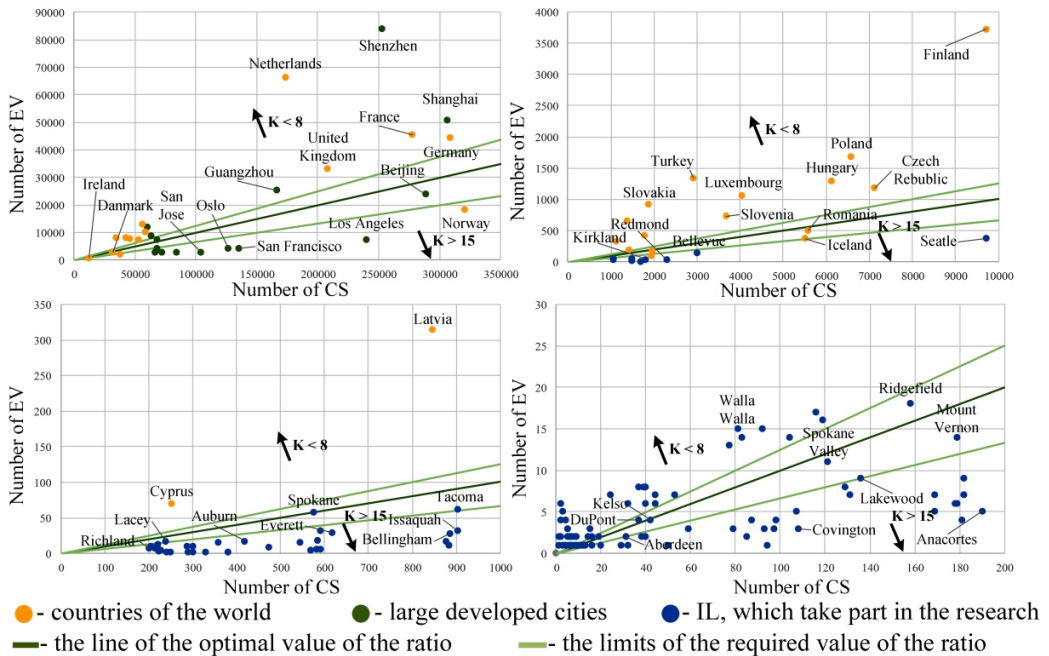 90000
80000
70000
60000
50000
40000
30000
20000
10000
0
Number of EV
Shenzhen
Netherlands
Shanghai
France
K < 8
United
Kingdom
Germany
Guangzhou
Beijing
Ireland
San
Jose
Danmark
Oslo
Los Angeles
Norway
San Francisco
K > 15
0 50000 100000 150000 200000 250000 300000 350000
Number of CS
4000
3500
3000
2500
2000
1500
1000
500
0
Number of EV
Finland
K < 8
Poland
Turkey
Hungary
Czech
Rebublic
Luxembourg
Slovakia
Slovenia
Romania
Redmond
K > 15
Kirkland
Bellevue
Iceland
Seatle
0 1000 2000 3000 4000 5000 6000 7000 8000 9000 10000
Number of CS
350
300
250
200
150
100
50
0
Number of EV
Latvia
K < 8
Cyprus
Spokane
Tacoma
Lacey
Auburn
Everett
K > 15
Issaquah
Richland
Bellingham
0 100 200 300 400 500 600 700 800 900 1000
Number of CS
30
25
20
15
10
5
0
Number of EV
Ridgefield
Walla
Walla
Mount
Vernon
K < 8
Spokane
Valley
Kelso
Lakewood
DuPont
K > 15
Covington
Anacortes
Aberdeen
0 20 40 60 80 100 120 140 160 180 200
Number of CS
- countries of the world - large developed cities - IL, which take part in the research
- the line of the optimal value of the ratio - the limits of the required value of the ratio